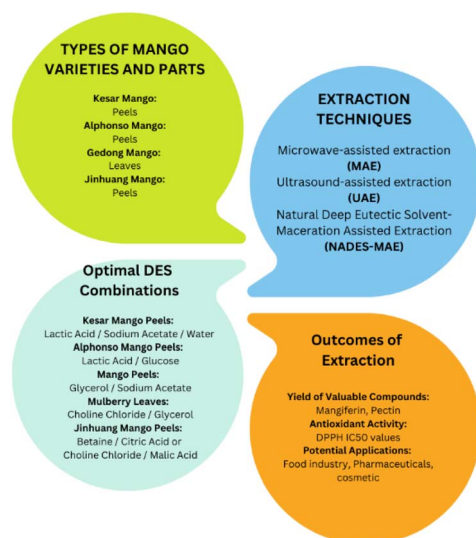 TYPES OF MANGO
VARIETIES AND PARTS
Kesar Mango:
Peels
Alphonso Mango:
Peels
Gedong Mango:
Leaves
Jinhuang Mango:
Peels
EXTRACTION
TECHNIQUES
Microwave-assisted extraction
(MAE)
Ultrasound-assisted extraction
(UAE)
Natural Deep Eutectic Solvent-
Maceration Assisted Extraction
(NADES-MAE)
Optimal DES
Combinations
Kesar Mango Peels:
Lactic Acid / Sodium Acetate / Water
Alphonso Mango Peels:
Lactic Acid / Glucose
Mango Peels:
Glycerol / Sodium Acetate
Mulberry Leaves:
Choline Chloride / Glycerol
Jinhuang Mango Peels:
Betaine / Citric Acid or
Choline Chloride / Malic Acid
Outcomes of
Extraction
Yield of Valuable Compounds:
Mangiferin, Pectin
Antioxidant Activity:
DPPH IC50 values
Potential Applications:
Food industry, Pharmaceuticals,
cosmetic